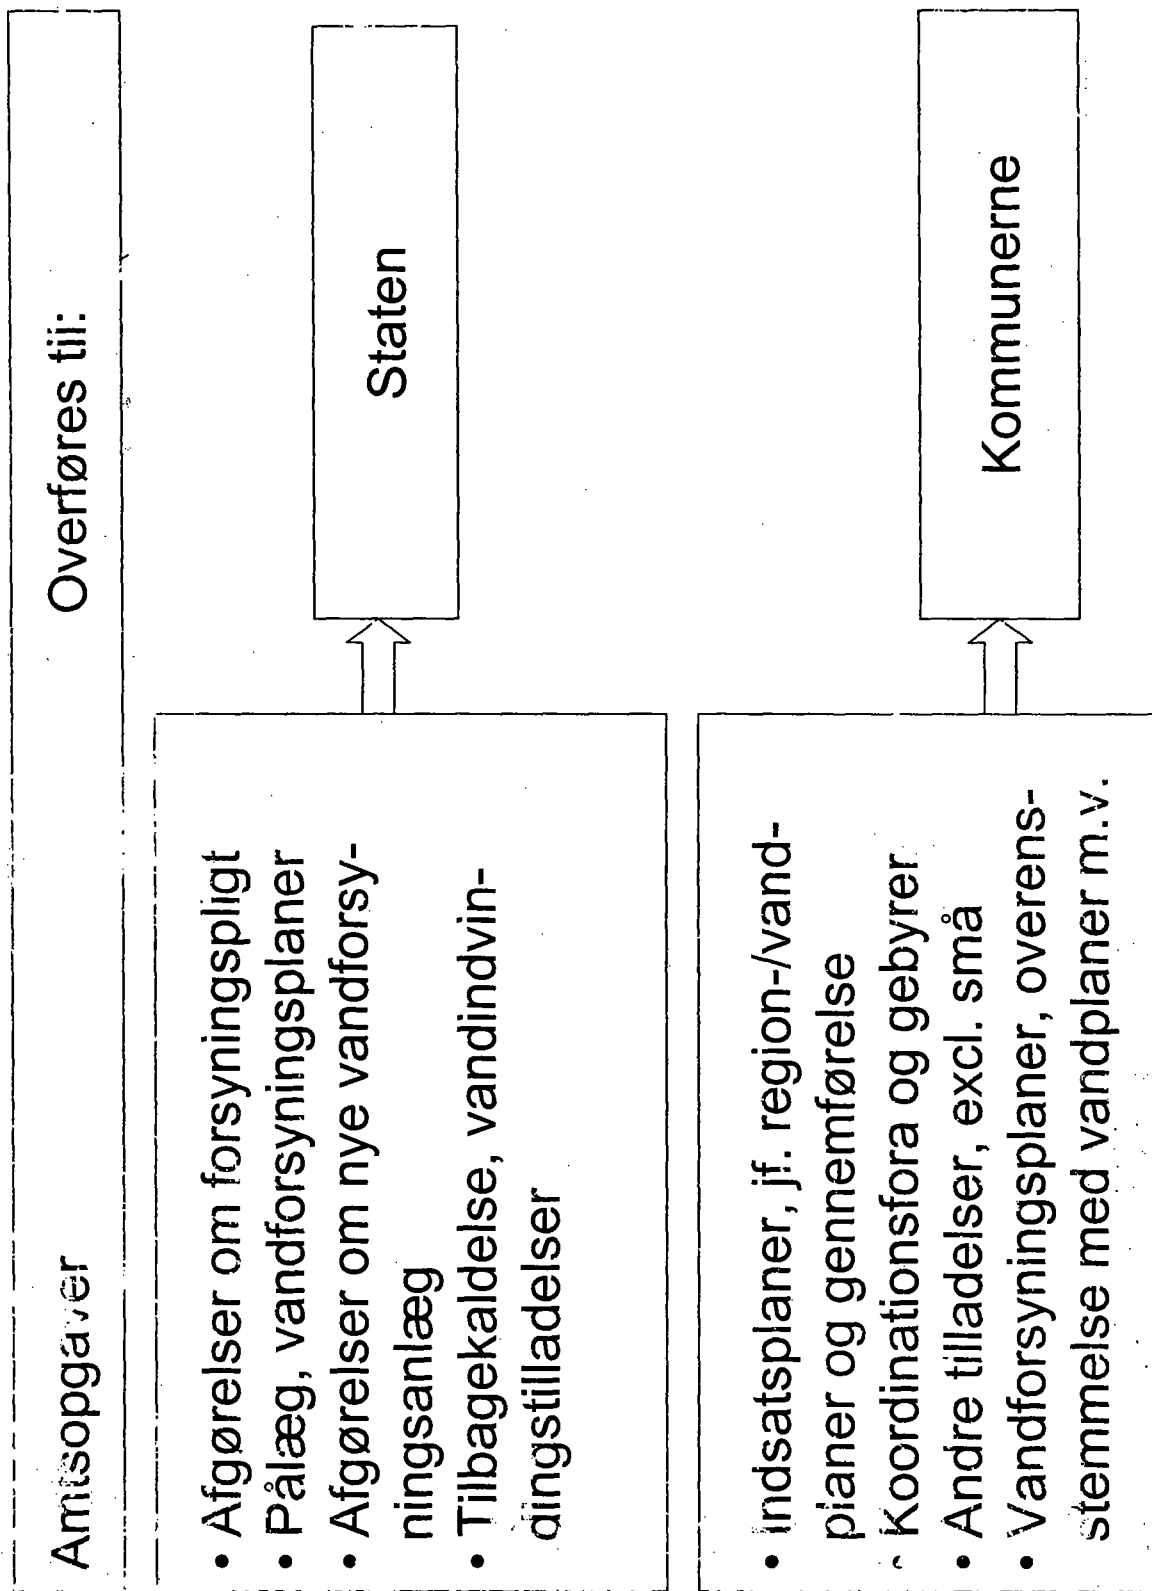 Amtsopgaver
Overføres til:
• Afgørelser om forsyningspligt
• Pålæg, vandforsyningsplaner
• Afgørelser om nye vandforsy-
ningsanlæg
• Tilbagekaldelse, vandindvin-
dingstilladelser
Staten
• Indsatsplaner, jf. region-/vand-
planer og gennemførelse
• Koordinationsfora og gebyrer
• Andre tilladelser, excl. små
• Vandforsyningsplaner, overens-
stemmelse med vandplaner m.v.
Kommunerne